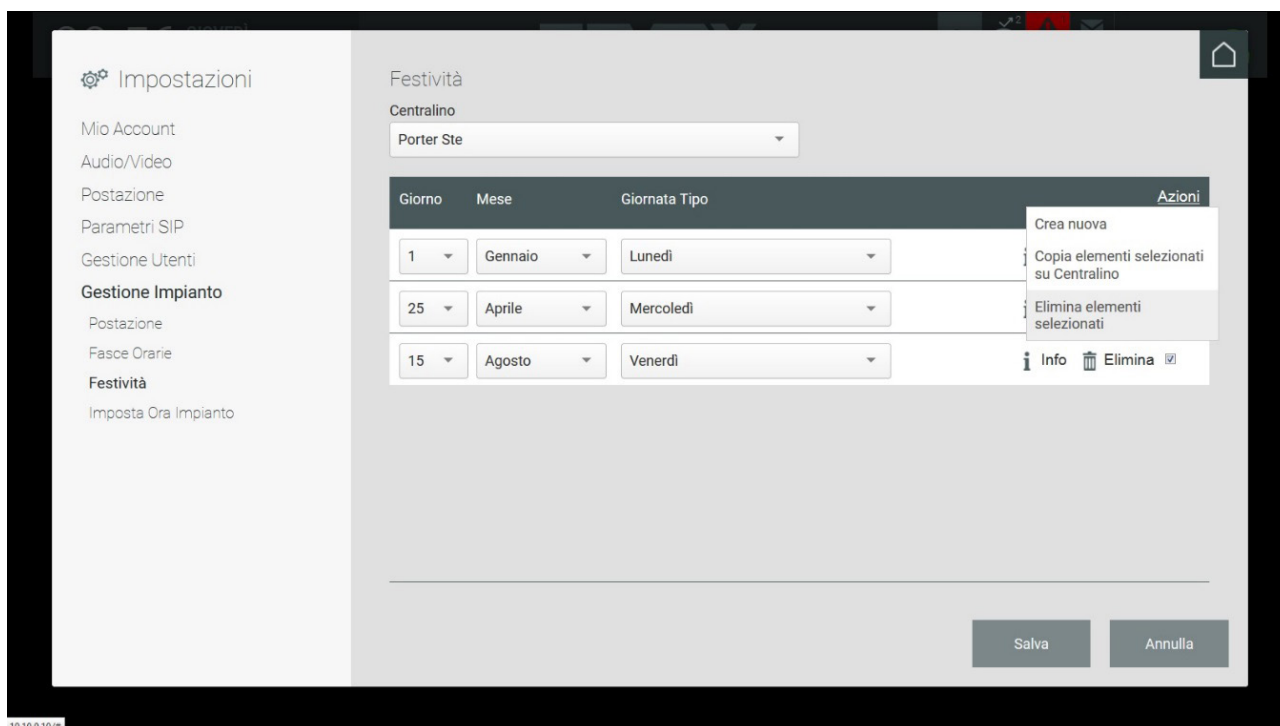 Impostazioni
Mio Account
Audio/Video
Postazione
Parametri SIP
Gestione Utenti
Gestione Impianto
Postazione
Fasce Orarie
Festività
Imposta Ora Impianto
Festività
Centralino
Porter Ste
Giorno Mese Giornata Tipo Azioni
1 Gennaio Lunedì
25 Aprile Mercoledì
15 Agosto Venerdì Info Elimina
Crea nuova
Copia elementi selezionati
su Centralino
Elimina elementi
selezionati
Salva Annulla